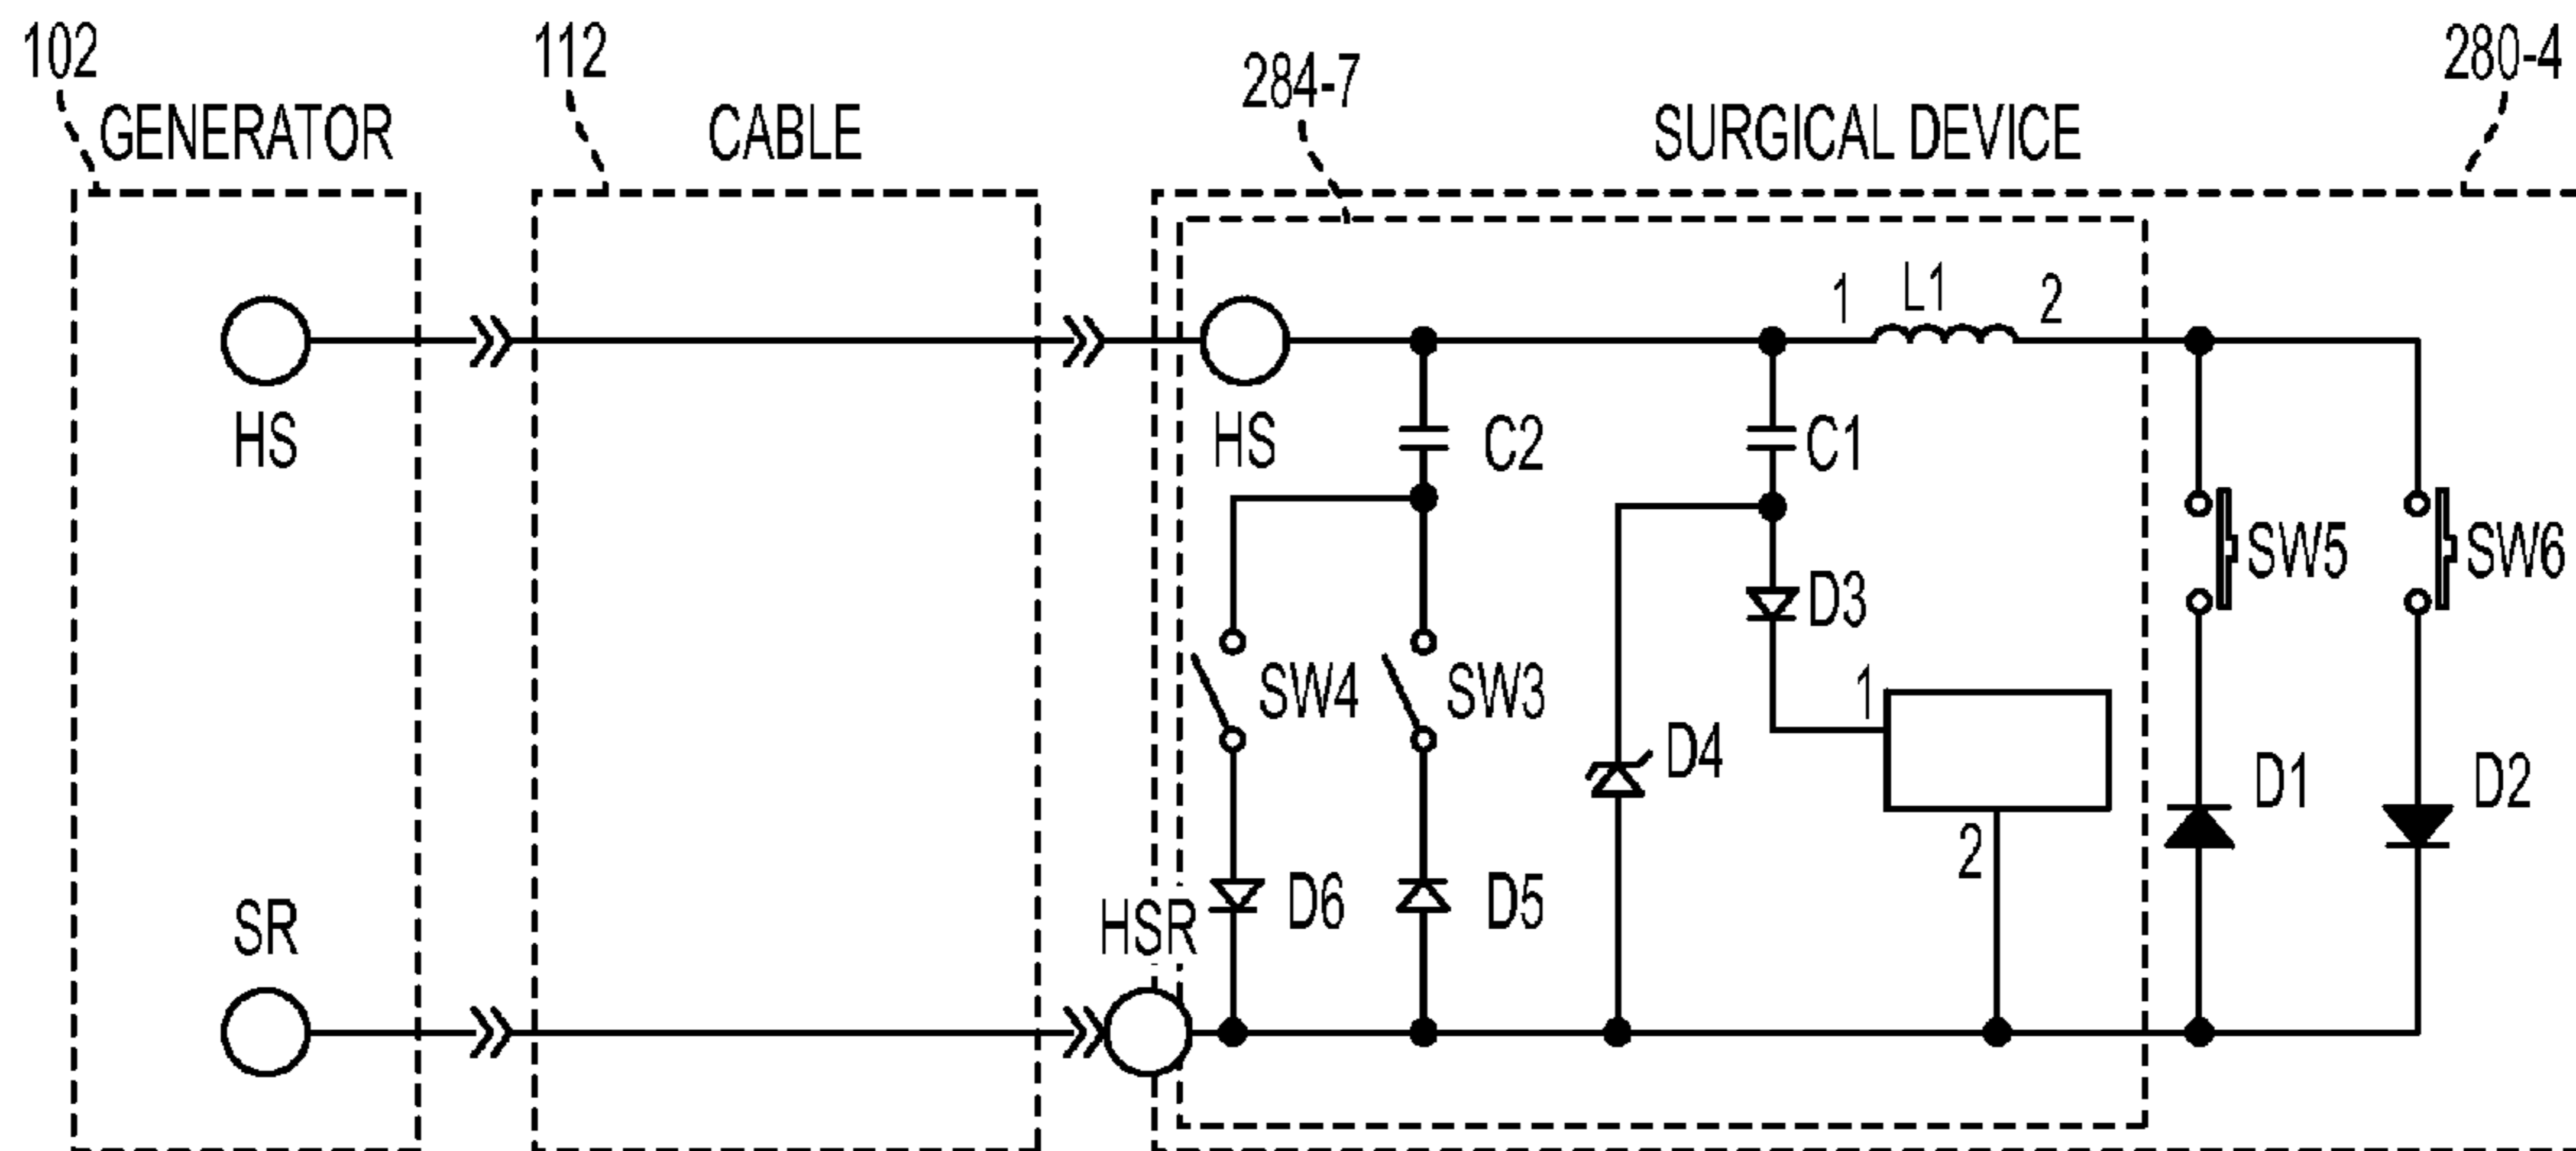 102
112
284-7
280-4
GENERATOR
CABLE
SURGICAL DEVICE
1
L1
2
HS
HS
C2
C1
SW5
SW6
D3
SW4
SW3
1
D4
D1
D2
2
SR
HSR
D6
D5